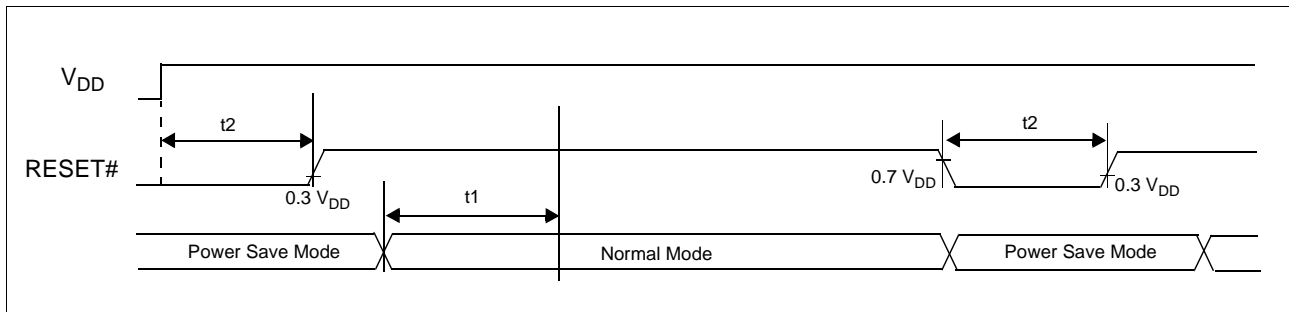 VDD
t2
t2
RESET#
0.3 VDD
0.7 VDD
0.3 VDD
t1
Power Save Mode
Normal Mode
Power Save Mode